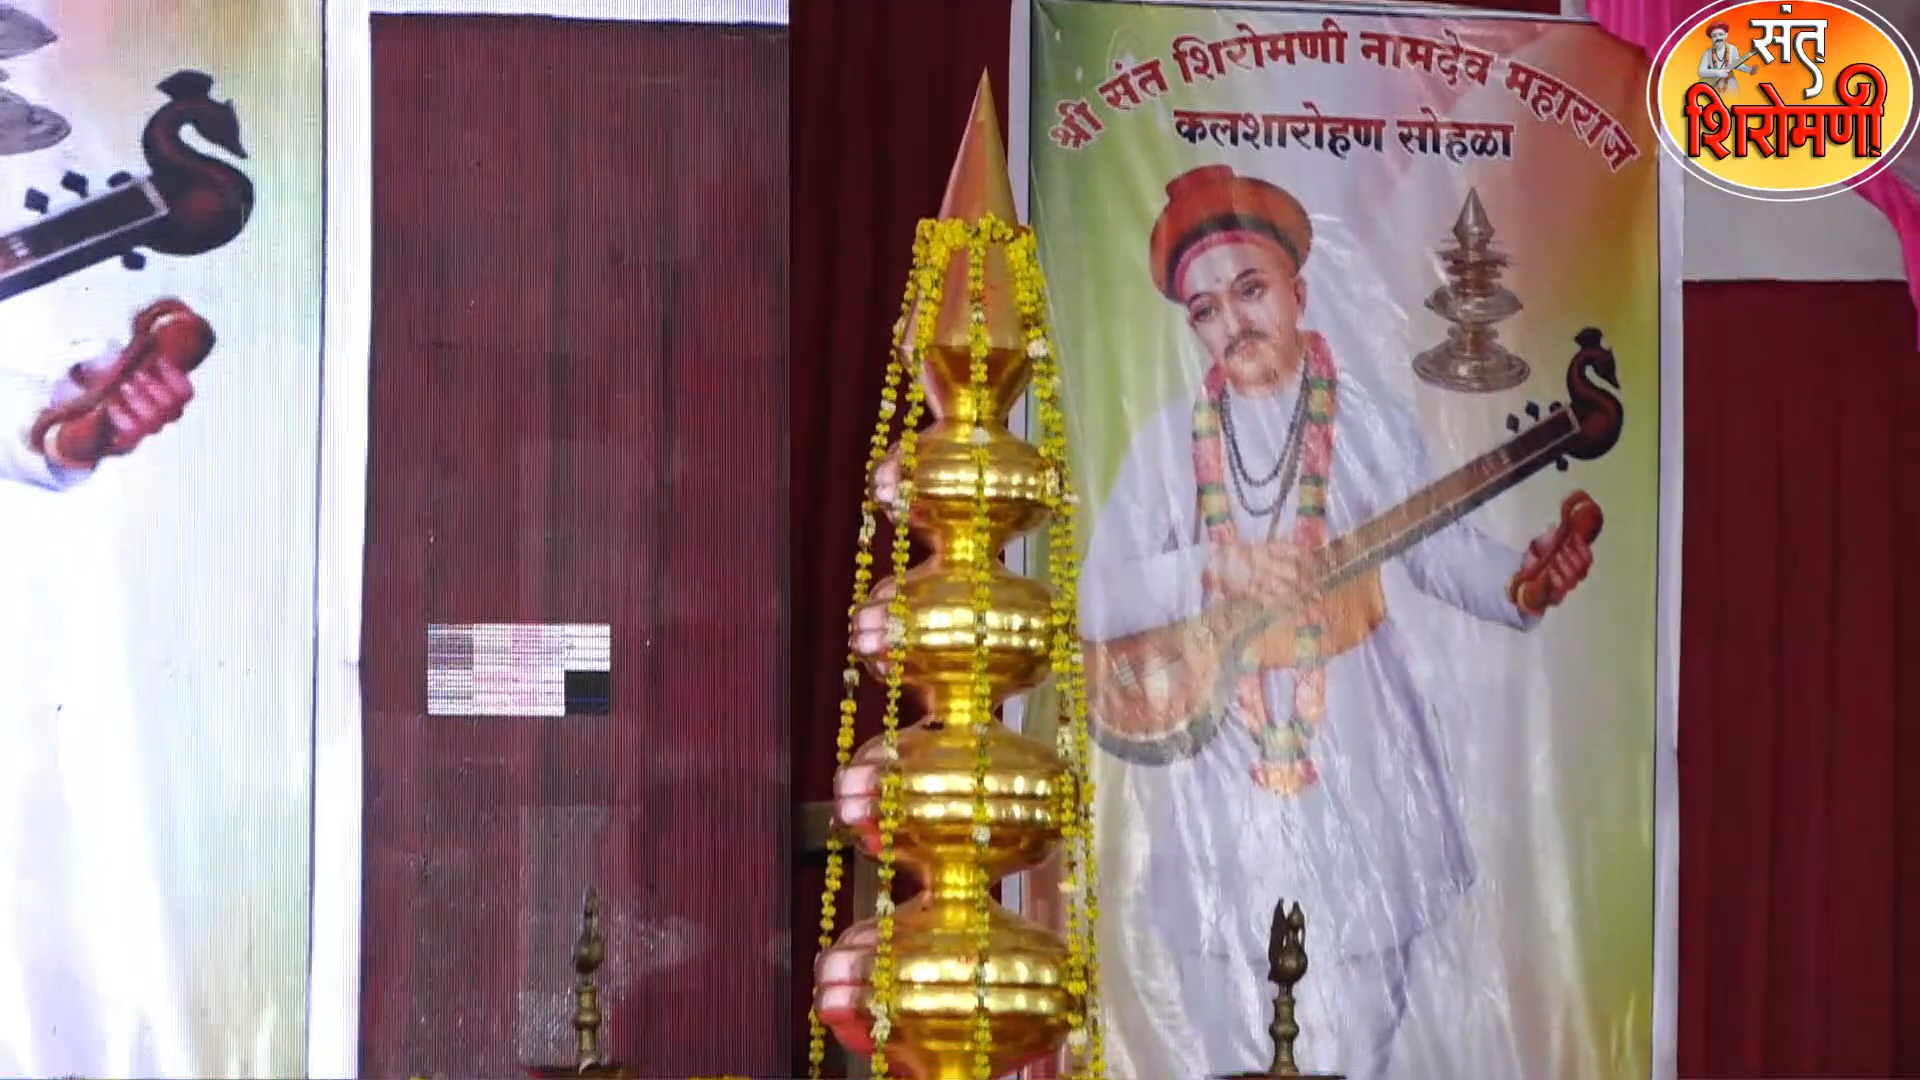 श्री संत शिरोमणी नामदेव महाराज
कलशारोहण सोहळा
संत
शिरोमणी